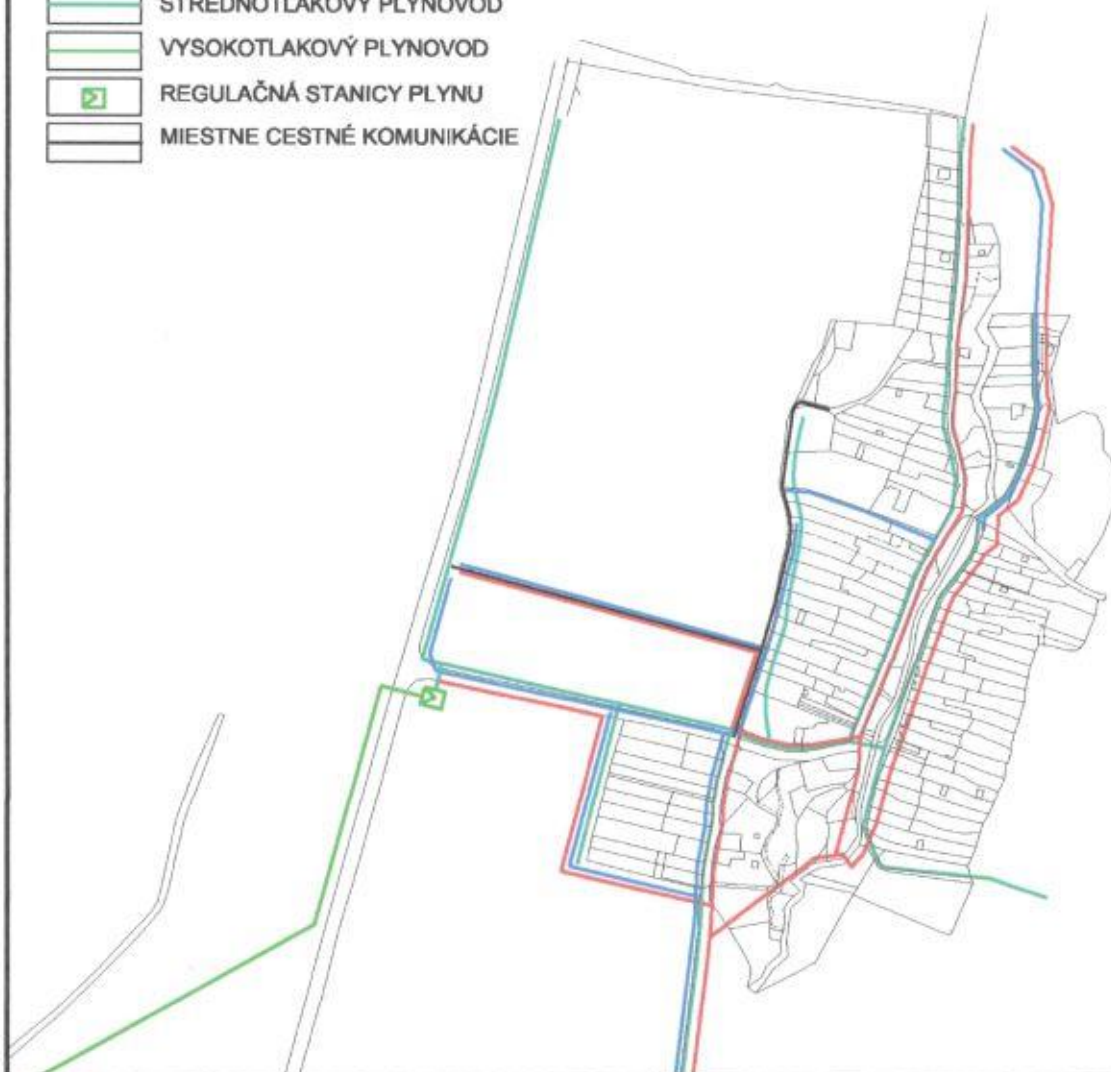 STREDNOTLAKOVÝ PLYNOVOD
VYSOKOTLAKOVÝ PLYNOVOD
REGULAČNÁ STANICY PLYNU
MIESTNE CESTNÉ KOMUNIKÁCIE